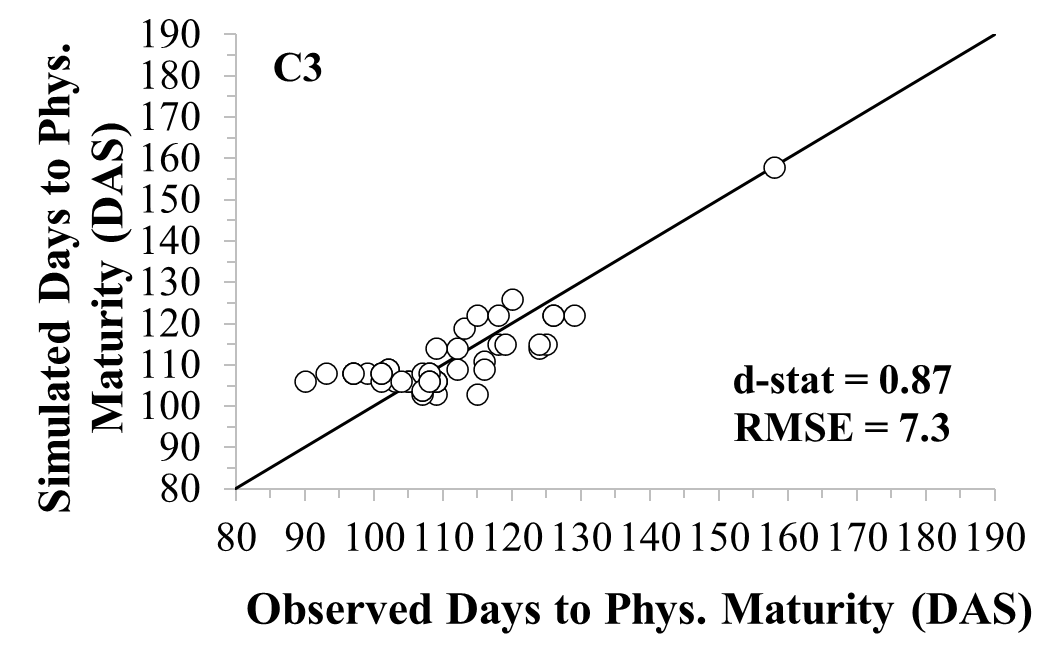 Simulated Days to Phys.
Maturity (DAS)
190
180
170
160
150
140
130
120
110
100
90
80
C3
d-stat = 0.87
RMSE = 7.3
80 90 100 110 120 130 140 150 160 170 180 190
Observed Days to Phys. Maturity (DAS)